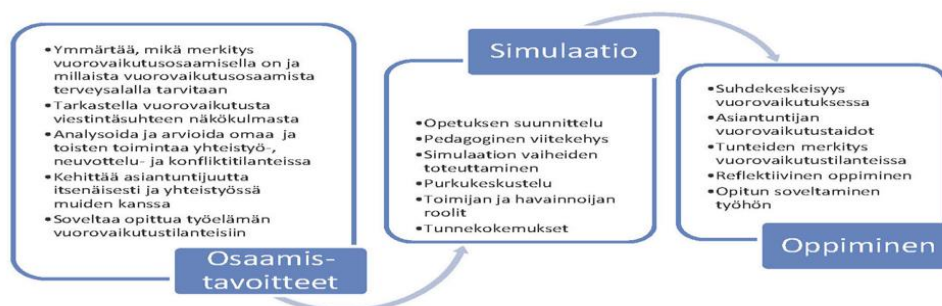 •Ymmärtää, mikä merkitys
vuorovaikutusosaamisella on ja
millaista vuorovaikutusosaamista
terveysalalla tarvitaan
•Tarkastella vuorovaikutusta
viestintäsuhteen näkökulmasta
•Analysoida ja arvioida omaa ja
toisten toimintaa yhteistyö-,
neuvottelu- ja konfliktitilanteissa
•Kehittää asiantuntijuutta
itsenäisesti ja yhteistyössä
muiden kanssa
•Soveltaa opittua työelämän
vuorovaikutustilanteisiin
Osaamis-
tavoitteet
Simulaatio
•Opetuksen suunnittelu
•Pedagoginen viitekehys
•Simulaation vaiheiden
toteuttaminen
•Purkukeskustelu
•Toimijan ja havainnoijan
roolit
•Tunnekokemukset
•Suhdekeskeisyys
vuorovaikutuksessa
•Asiantuntijan
vuorovaikutustaidot
•Tunteiden merkitys
vuorovaikutustilanteissa
•Reflektiivinen oppiminen
•Opitun soveltaminen
työhön
Oppiminen